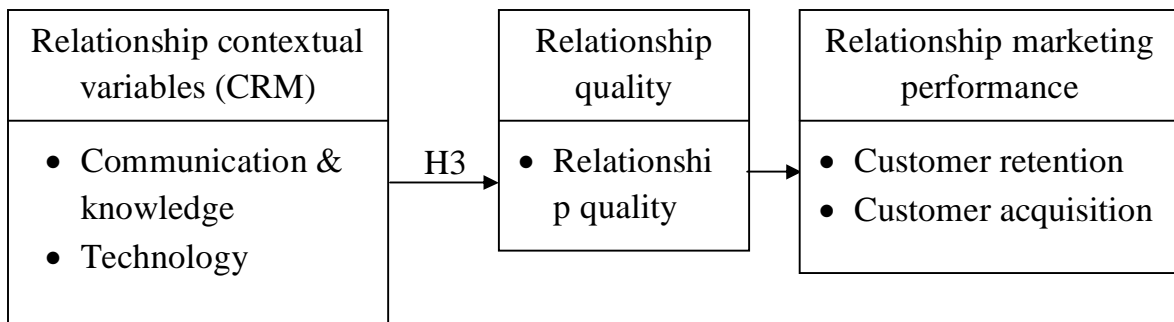 Relationship contextual
variables (CRM)
• Communication &
knowledge
• Technology
H3
Relationship
quality
• Relationshi
p quality
Relationship marketing
performance
• Customer retention
• Customer acquisition